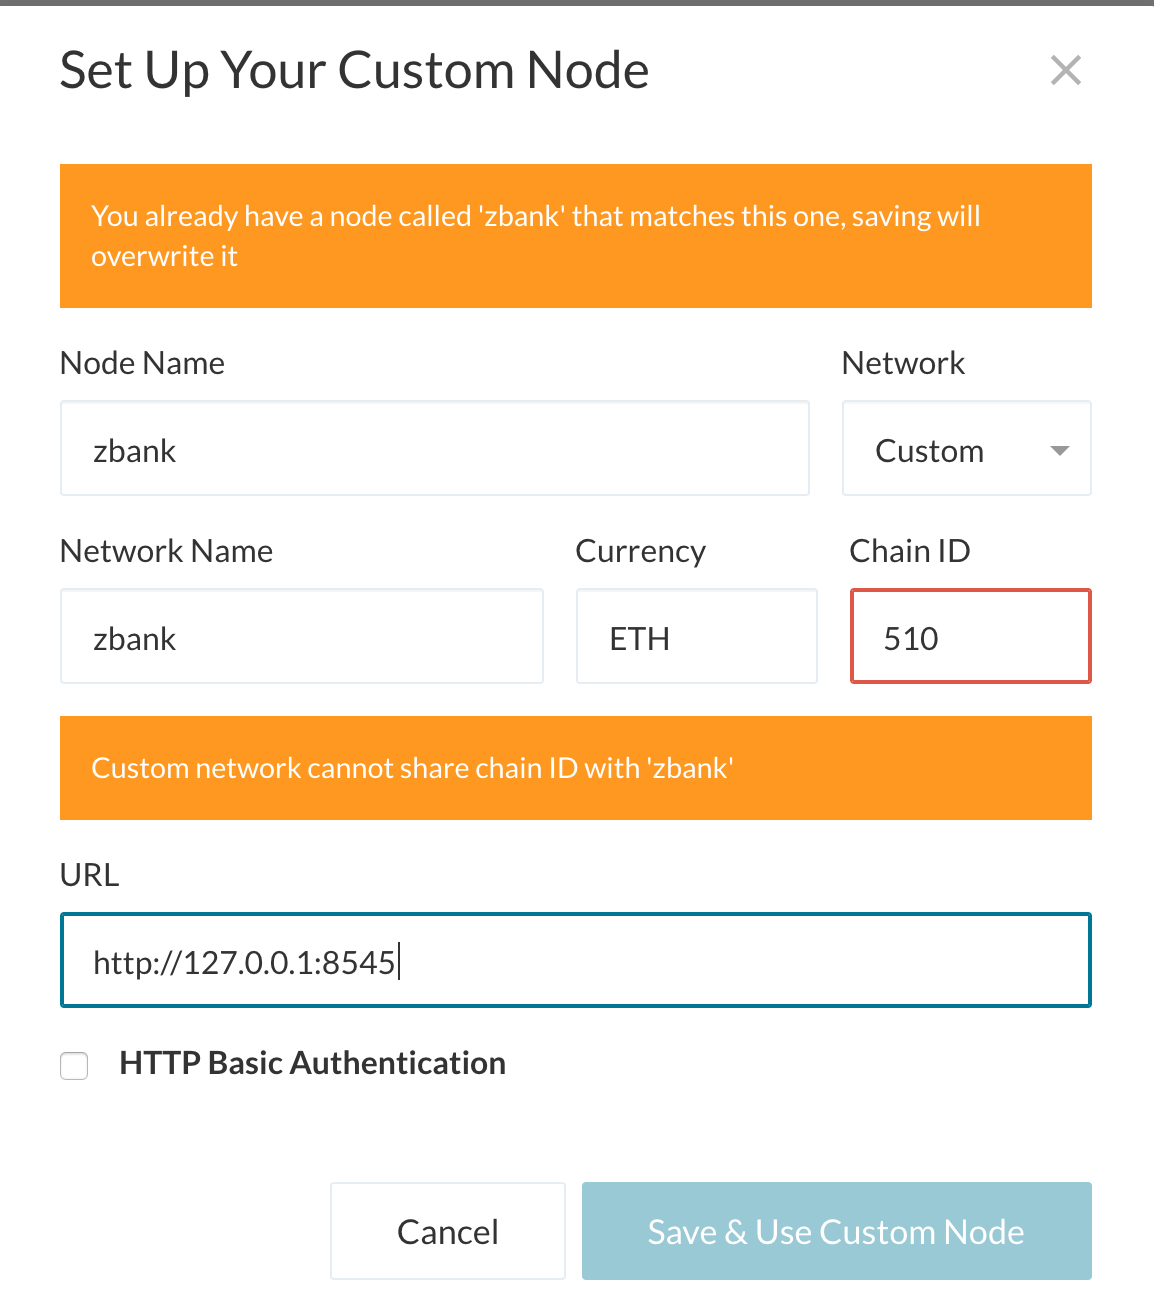 Set Up Your Custom Node
You already have a node called 'zbank' that matches this one, saving will
overwrite it
Node Name
Network
zbank
Custom
Network Name
Currency
Chain ID
zbank
ETH
510
Custom network cannot share chain ID with 'zbank'
URL
http://127.0.0.1:8545
HTTP Basic Authentication
Cancel
Save & Use Custom Node